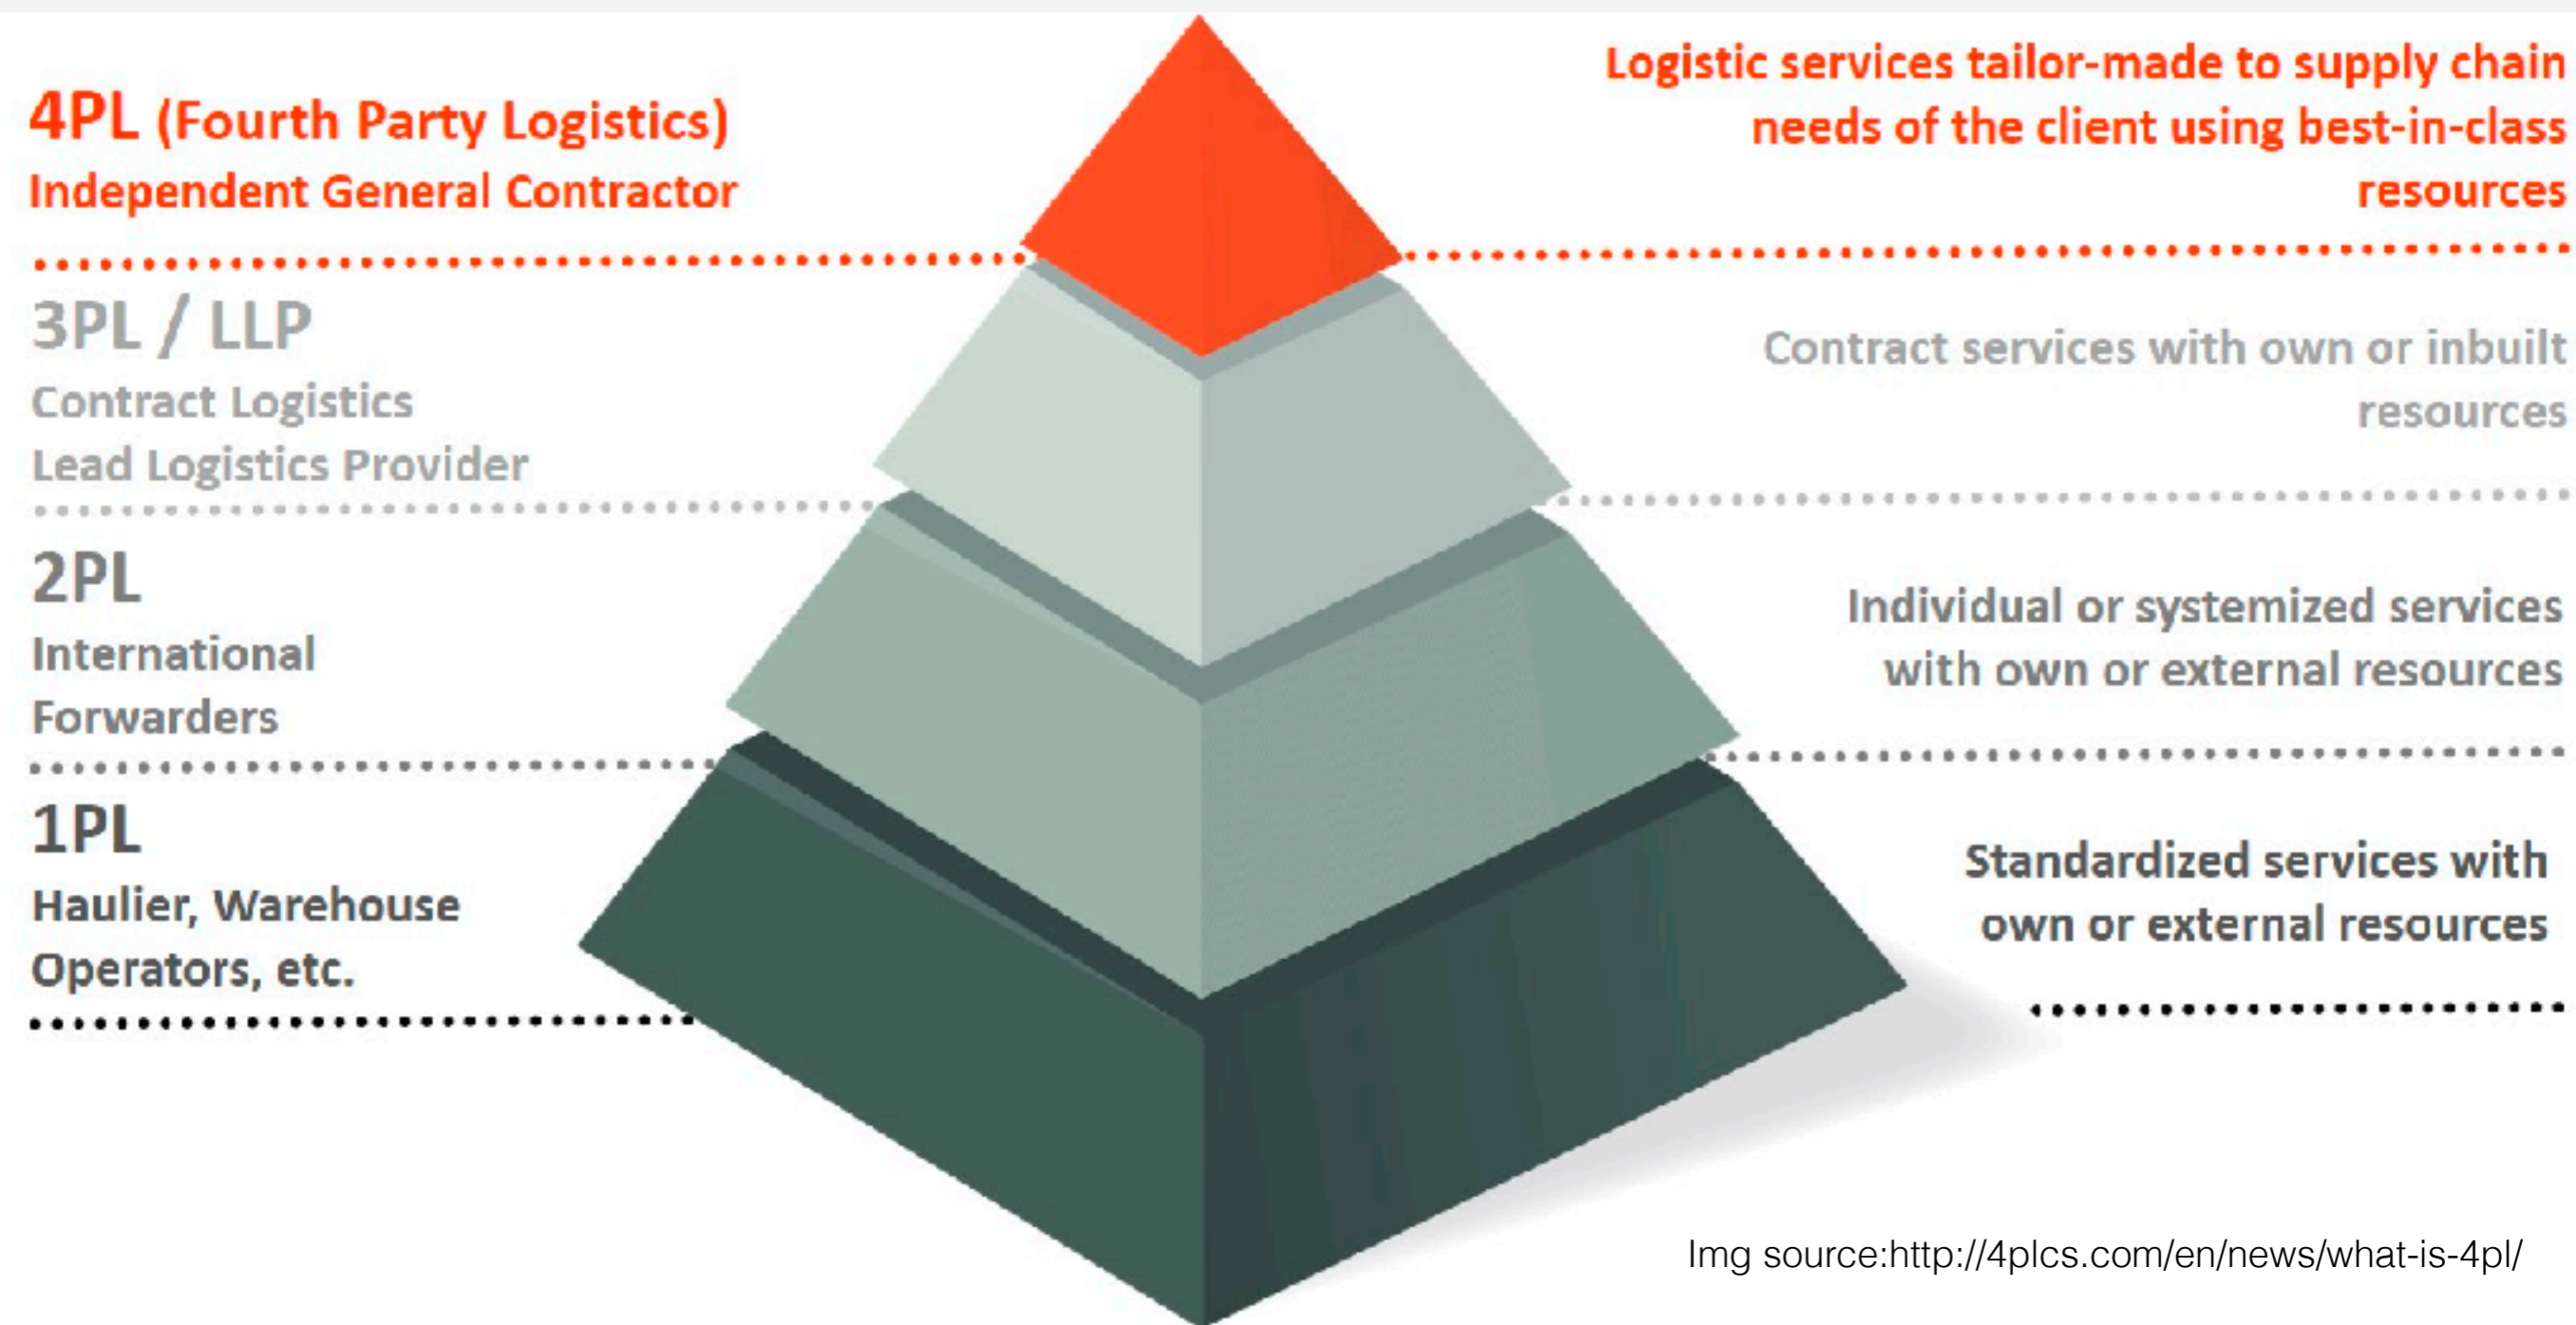 4PL (Fourth Party Logistics)
Independent General Contractor
Logistic services tailor-made to supply chain
needs of the client using best-in-class
resources
3PL / LLP
Contract Logistics
Lead Logistics Provider
Contract services with own or inbuilt
resources
2PL
International
Forwarders
Individual or systemized services
with own or external resources
1PL
Haulier, Warehouse
Operators, etc.
Standardized services with
own or external resources
Img source:http://4plcs.com/en/news/what-is-4pl/